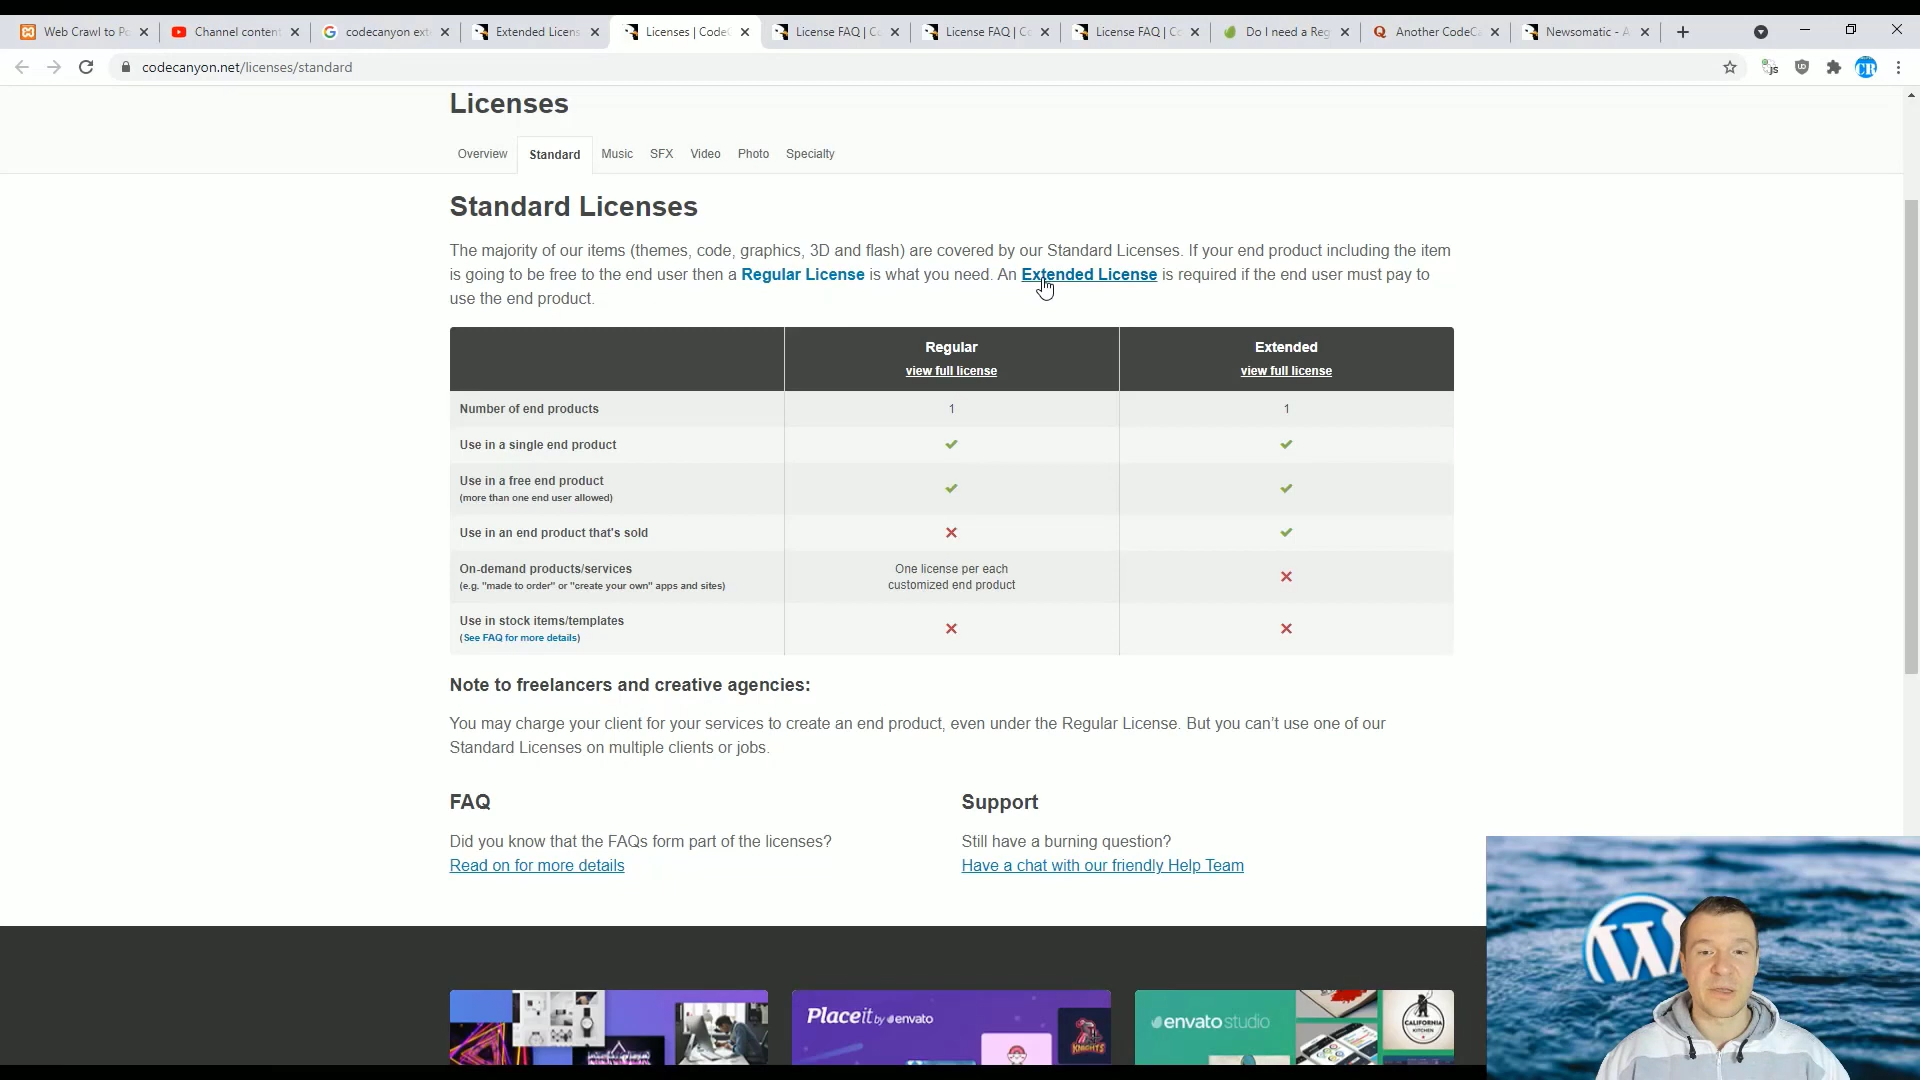 Web Crawl to Po
Channel content
codecanyon ext
Extended Licens
Licenses | Code
License FAQ | Co
License FAQ | Co
License FAQ | Co
Do I need a Reg
Another CodeCa
Newsomatic - A
codecanyon.net/licenses/standard
Licenses
Overview Standard Music SFX Video Photo Specialty
Standard Licenses
The majority of our items (themes, code, graphics, 3D and flash) are covered by our Standard Licenses. If your end product including the item
is going to be free to the end user then a Regular License is what you need. An Extended License is required if the end user must pay to
use the end product.
Regular Extended
view full license view full license
Number of end products 1 1
Use in a single end product
Use in a free end product
(more than one end user allowed)
Use in an end product that's sold
On-demand products/services
(e.g. "made to order" or "create your own" apps and sites)
One license per each
customized end product
Use in stock items/templates
(See FAQ for more details)
Note to freelancers and creative agencies:
You may charge your client for your services to create an end product, even under the Regular License. But you can't use one of our
Standard Licenses on multiple clients or jobs.
FAQ
Did you know that the FAQs form part of the licenses?
Read on for more details
Support
Still have a burning question?
Have a chat with our friendly Help Team
Placeit by envato
KNIGHTS
envato studio
CALIFORNIA
KITCHEN